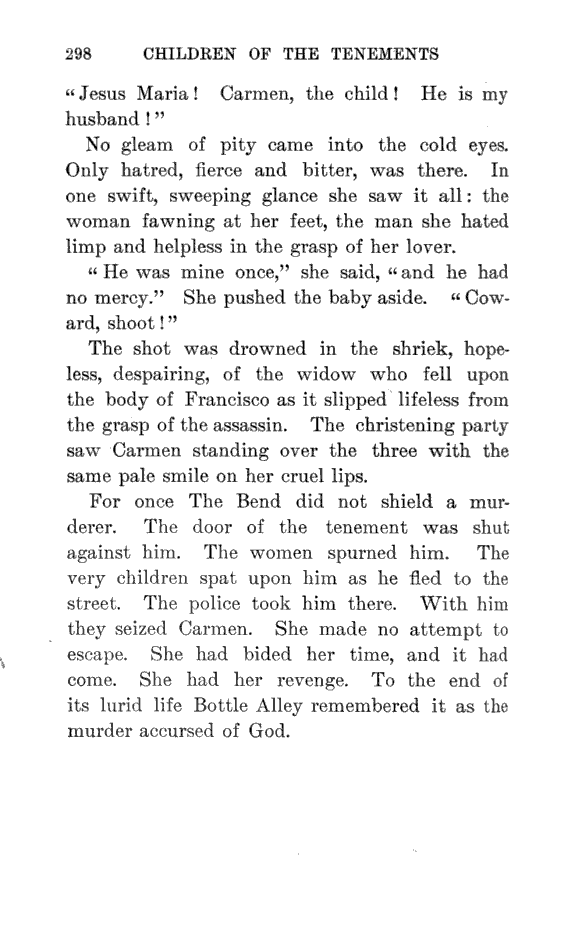 298 CHILDREN OF THE TENEMENTS
“Jesus Maria! Carmen, the child! He is my
husband!”
No gleam of pity came into the cold eyes.
Only hatred, fierce and bitter, was there. In
one swift, sweeping glance she saw it all: the
woman fawning at her feet, the man she hated
limp and helpless in the grasp of her lover.
“He was mine once,” she said, “and he had
no mercy.” She pushed the baby aside. “Cow-
ard, shoot!”
The shot was drowned in the shriek, hope-
less, despairing, of the widow who fell upon
the body of Francisco as it slipped lifeless from
the grasp of the assassin. The christening party
saw Carmen standing over the three with the
same pale smile on her cruel lips.
For once The Bend did not shield a mur-
derer. The door of the tenement was shut
against him. The women spurned him. The
very children spat upon him as he fled to the
street. The police took him there. With him
they seized Carmen. She made no attempt to
escape. She had bided her time, and it had
come. She had her revenge. To the end of
its lurid life Bottle Alley remembered it as the
murder accursed of God.